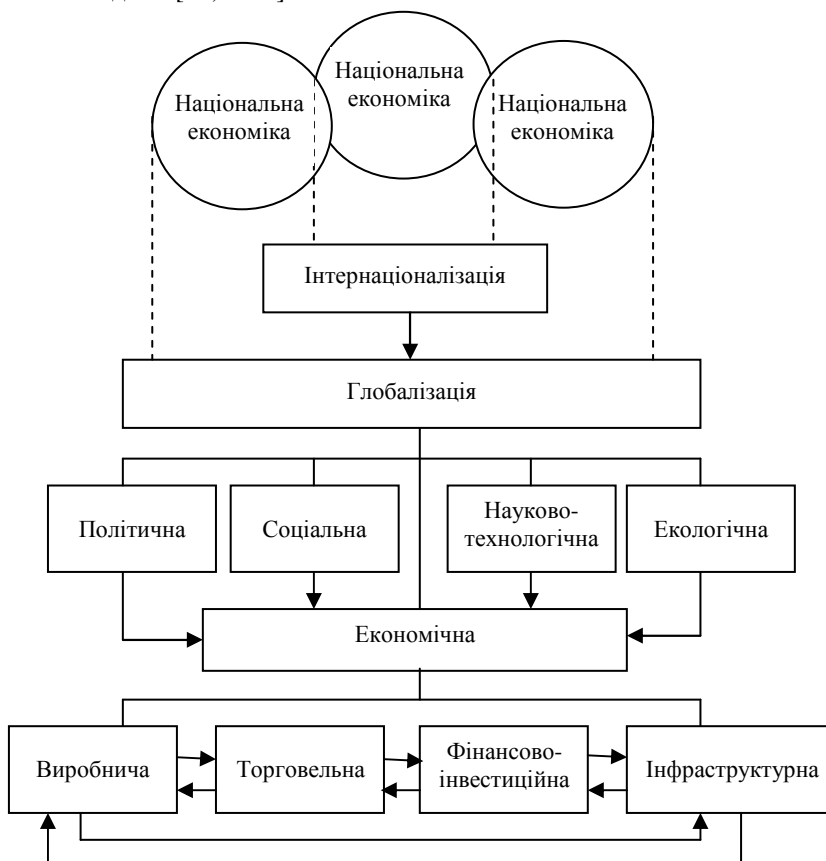 Національна
економіка
Національна
економіка
Національна
економіка
Інтернаціоналізація
Глобалізація
Політична
Соціальна
Науково-
технологічна
Екологічна
Економічна
Виробнича
Торговельна
Фінансово-
інвестиційна
Інфраструктурна